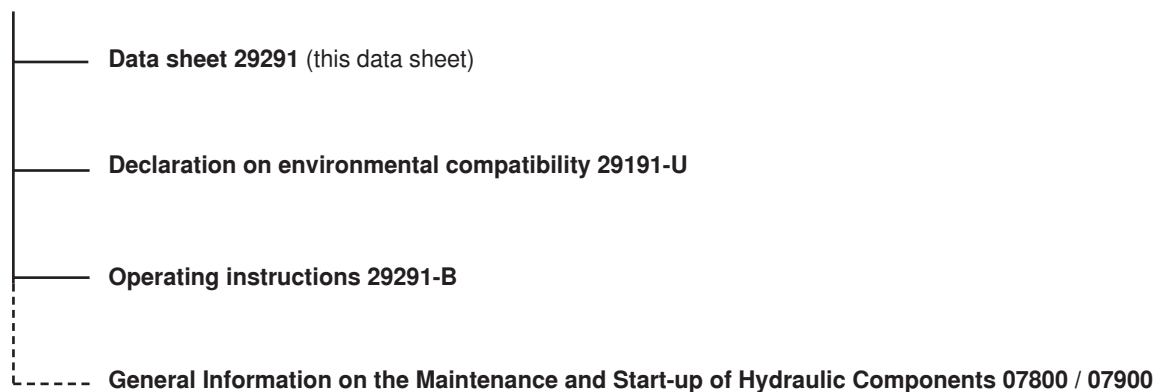 Data sheet 29291 (this data sheet)
Declaration on environmental compatibility 29191-U
Operating instructions 29291-B
General Information on the Maintenance and Start-up of Hydraulic Components 07800 / 07900